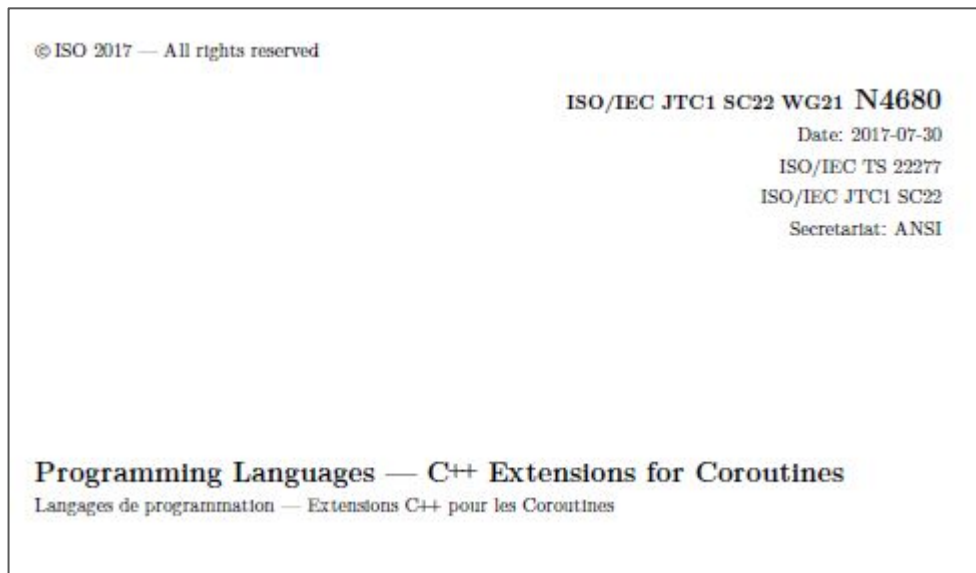 © ISO 2017 — All rights reserved
ISO/IEC JTC1 SC22 WG21 N4680
Date: 2017-07-30
ISO/IEC TS 22277
ISO/IEC JTC1 SC22
Secretariat: ANSI
Programming Languages — C++ Extensions for Coroutines
Langages de programmation — Extensions C++ pour les Coroutines